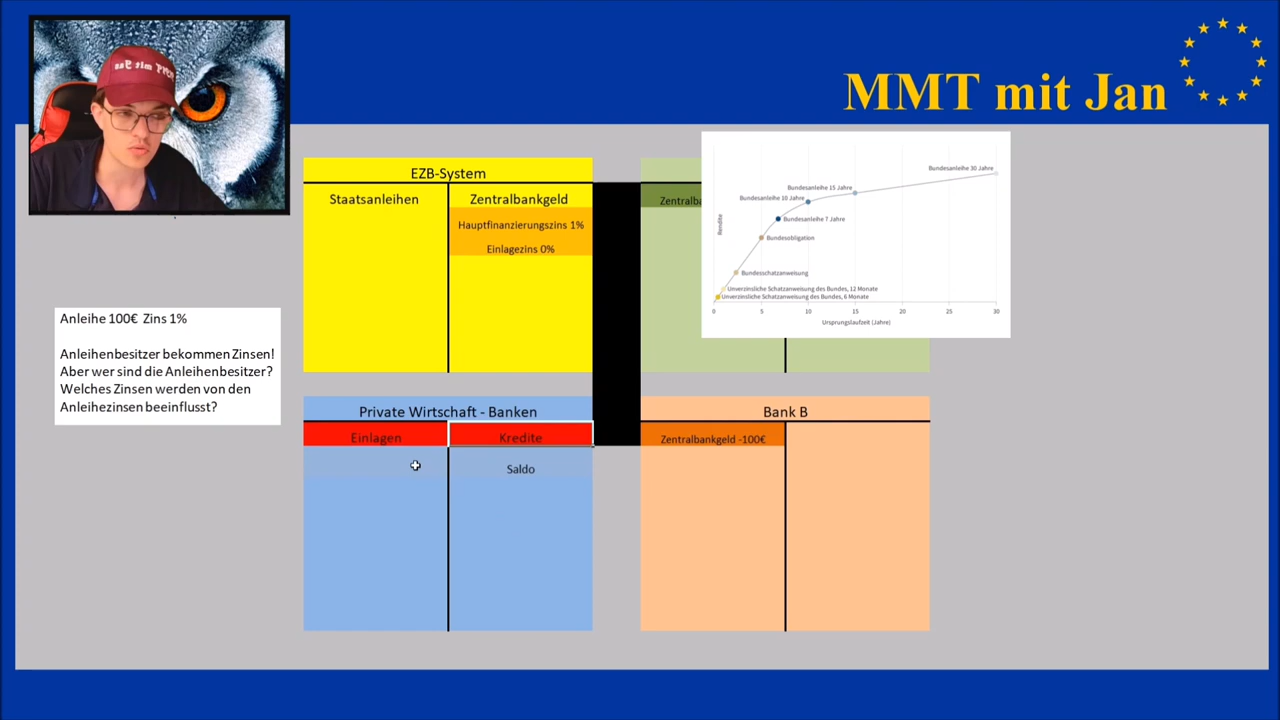 MMT mit Jan
MMT mit Jan
EZB-System
Staatsanleihen
Zentralbankgeld
Hauptfinanzierungszins 1%
Einlagezins 0%
Anleihe 100€ Zins 1%
Anleihenbesitzer bekommen Zinsen!
Aber wer sind die Anleihenbesitzer?
Welches Zinsen werden von den
Anleihezinsen beeinflusst?
Bundesanleihe 30 Jahre
Bundesanleihe 15 Jahre
Bundesanleihe 10 Jahre
Bundesanleihe 7 Jahre
Bundesobligation
Bundesschatzanweisung
Unverzinsliche Schatzanweisung des Bundes, 12 Monate
Unverzinsliche Schatzanweisung des Bundes, 6 Monate
Rendite
0 5 10 15 20 25 30
Ursprungslaufzeit (Jahre)
Private Wirtschaft - Banken
Einlagen
Kredite
Saldo
Bank B
Zentralbankgeld -100€